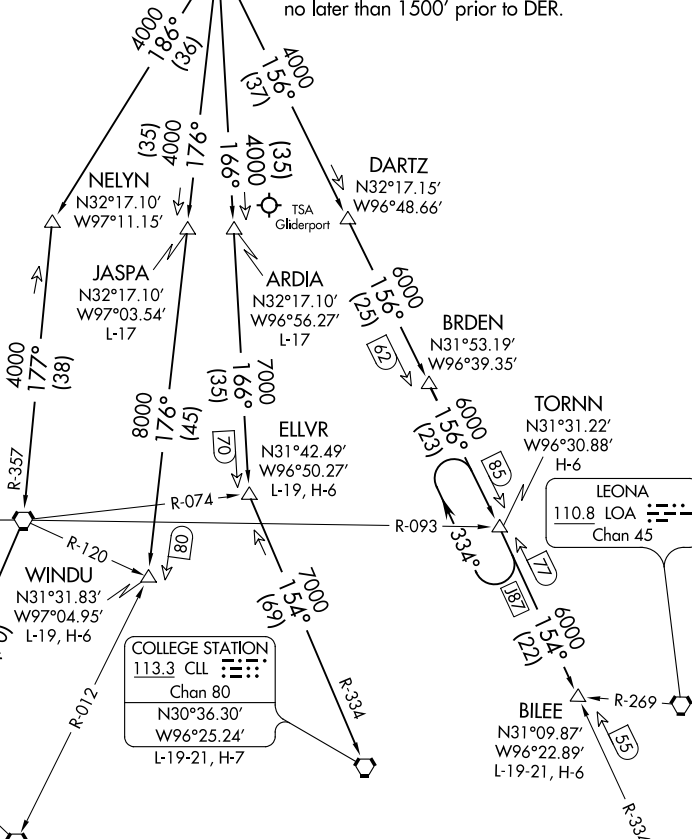 no later than 1500' prior to DER.
4000
186°
(36)
(35)
4000
176°
166°
4000
(35)
4000
156°
(37)
NELYN
N32°17.10'
W97°11.15'
TSA
Gliderport
DARTZ
N32°17.15'
W96°48.66'
JASPA
N32°17.10'
W97°03.54'
L-17
ARDIA
N32°17.10'
W96°56.27'
L-17
6000
156°
(25)
62
BRDEN
N31°53.19'
W96°39.35'
4000
177°
(38)
8000
176°
(45)
7000
166°
(35)
70
ELLVR
N31°42.49'
W96°50.27'
L-19, H-6
6000
156°
(23)
85
TORNN
N31°31.22'
W96°30.88'
H-6
R-357
R-074
R-093
R-120
80
LEONA
110.8 LOA
Chan 45
334°
77
J87
WINDU
N31°31.83'
W97°04.95'
L-19, H-6
7000
154°
(69)
6000
154°
(22)
COLLEGE STATION
113.3 CLL
Chan 80
N30°36.30'
W96°25.24'
L-19-21, H-7
R-334
R-012
R-269
BILEE
N31°09.87'
W96°22.89'
L-19-21, H-6
55